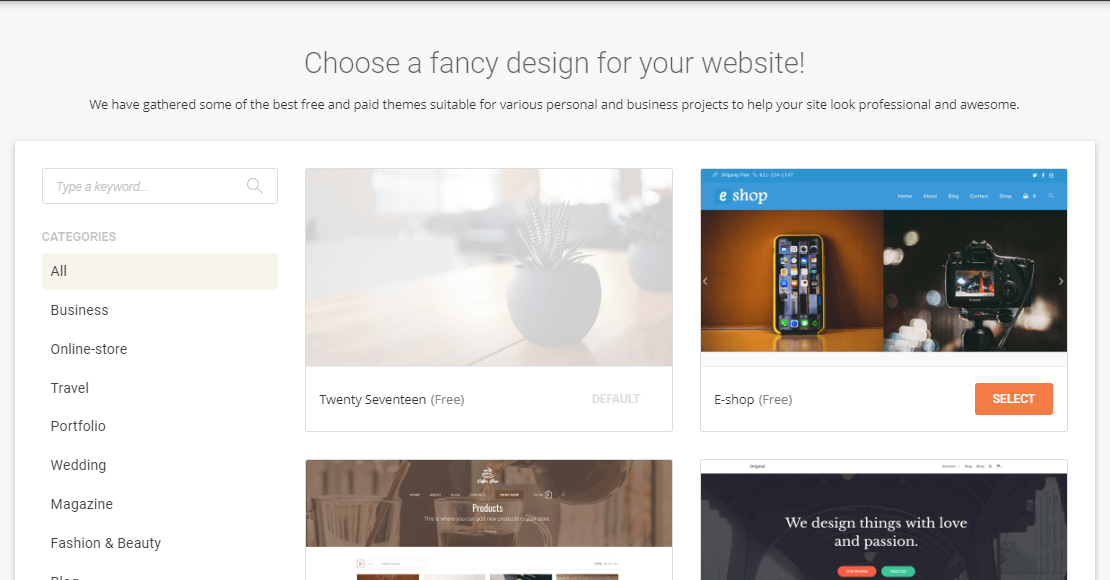 Choose a fancy design for your website!
We have gathered some of the best free and paid themes suitable for various personal and business projects to help your site look professional and awesome.
Type a keyword...
CATEGORIES
All
Business
Online-store
Travel
Portfolio
Wedding
Magazine
Fashion & Beauty
Blog
Twenty Seventeen (Free)
DEFAULT
Shipping Free 621-254-2147
e shop
Home About Blog Contact Shop 0
E-shop (Free)
SELECT
Coffee Shop
HOME ABOUT BLOG CONTACT SHOP NOW
Products
This is where you can add new products to your store.
Original
Services Blog Shop
We design things with love
and passion.